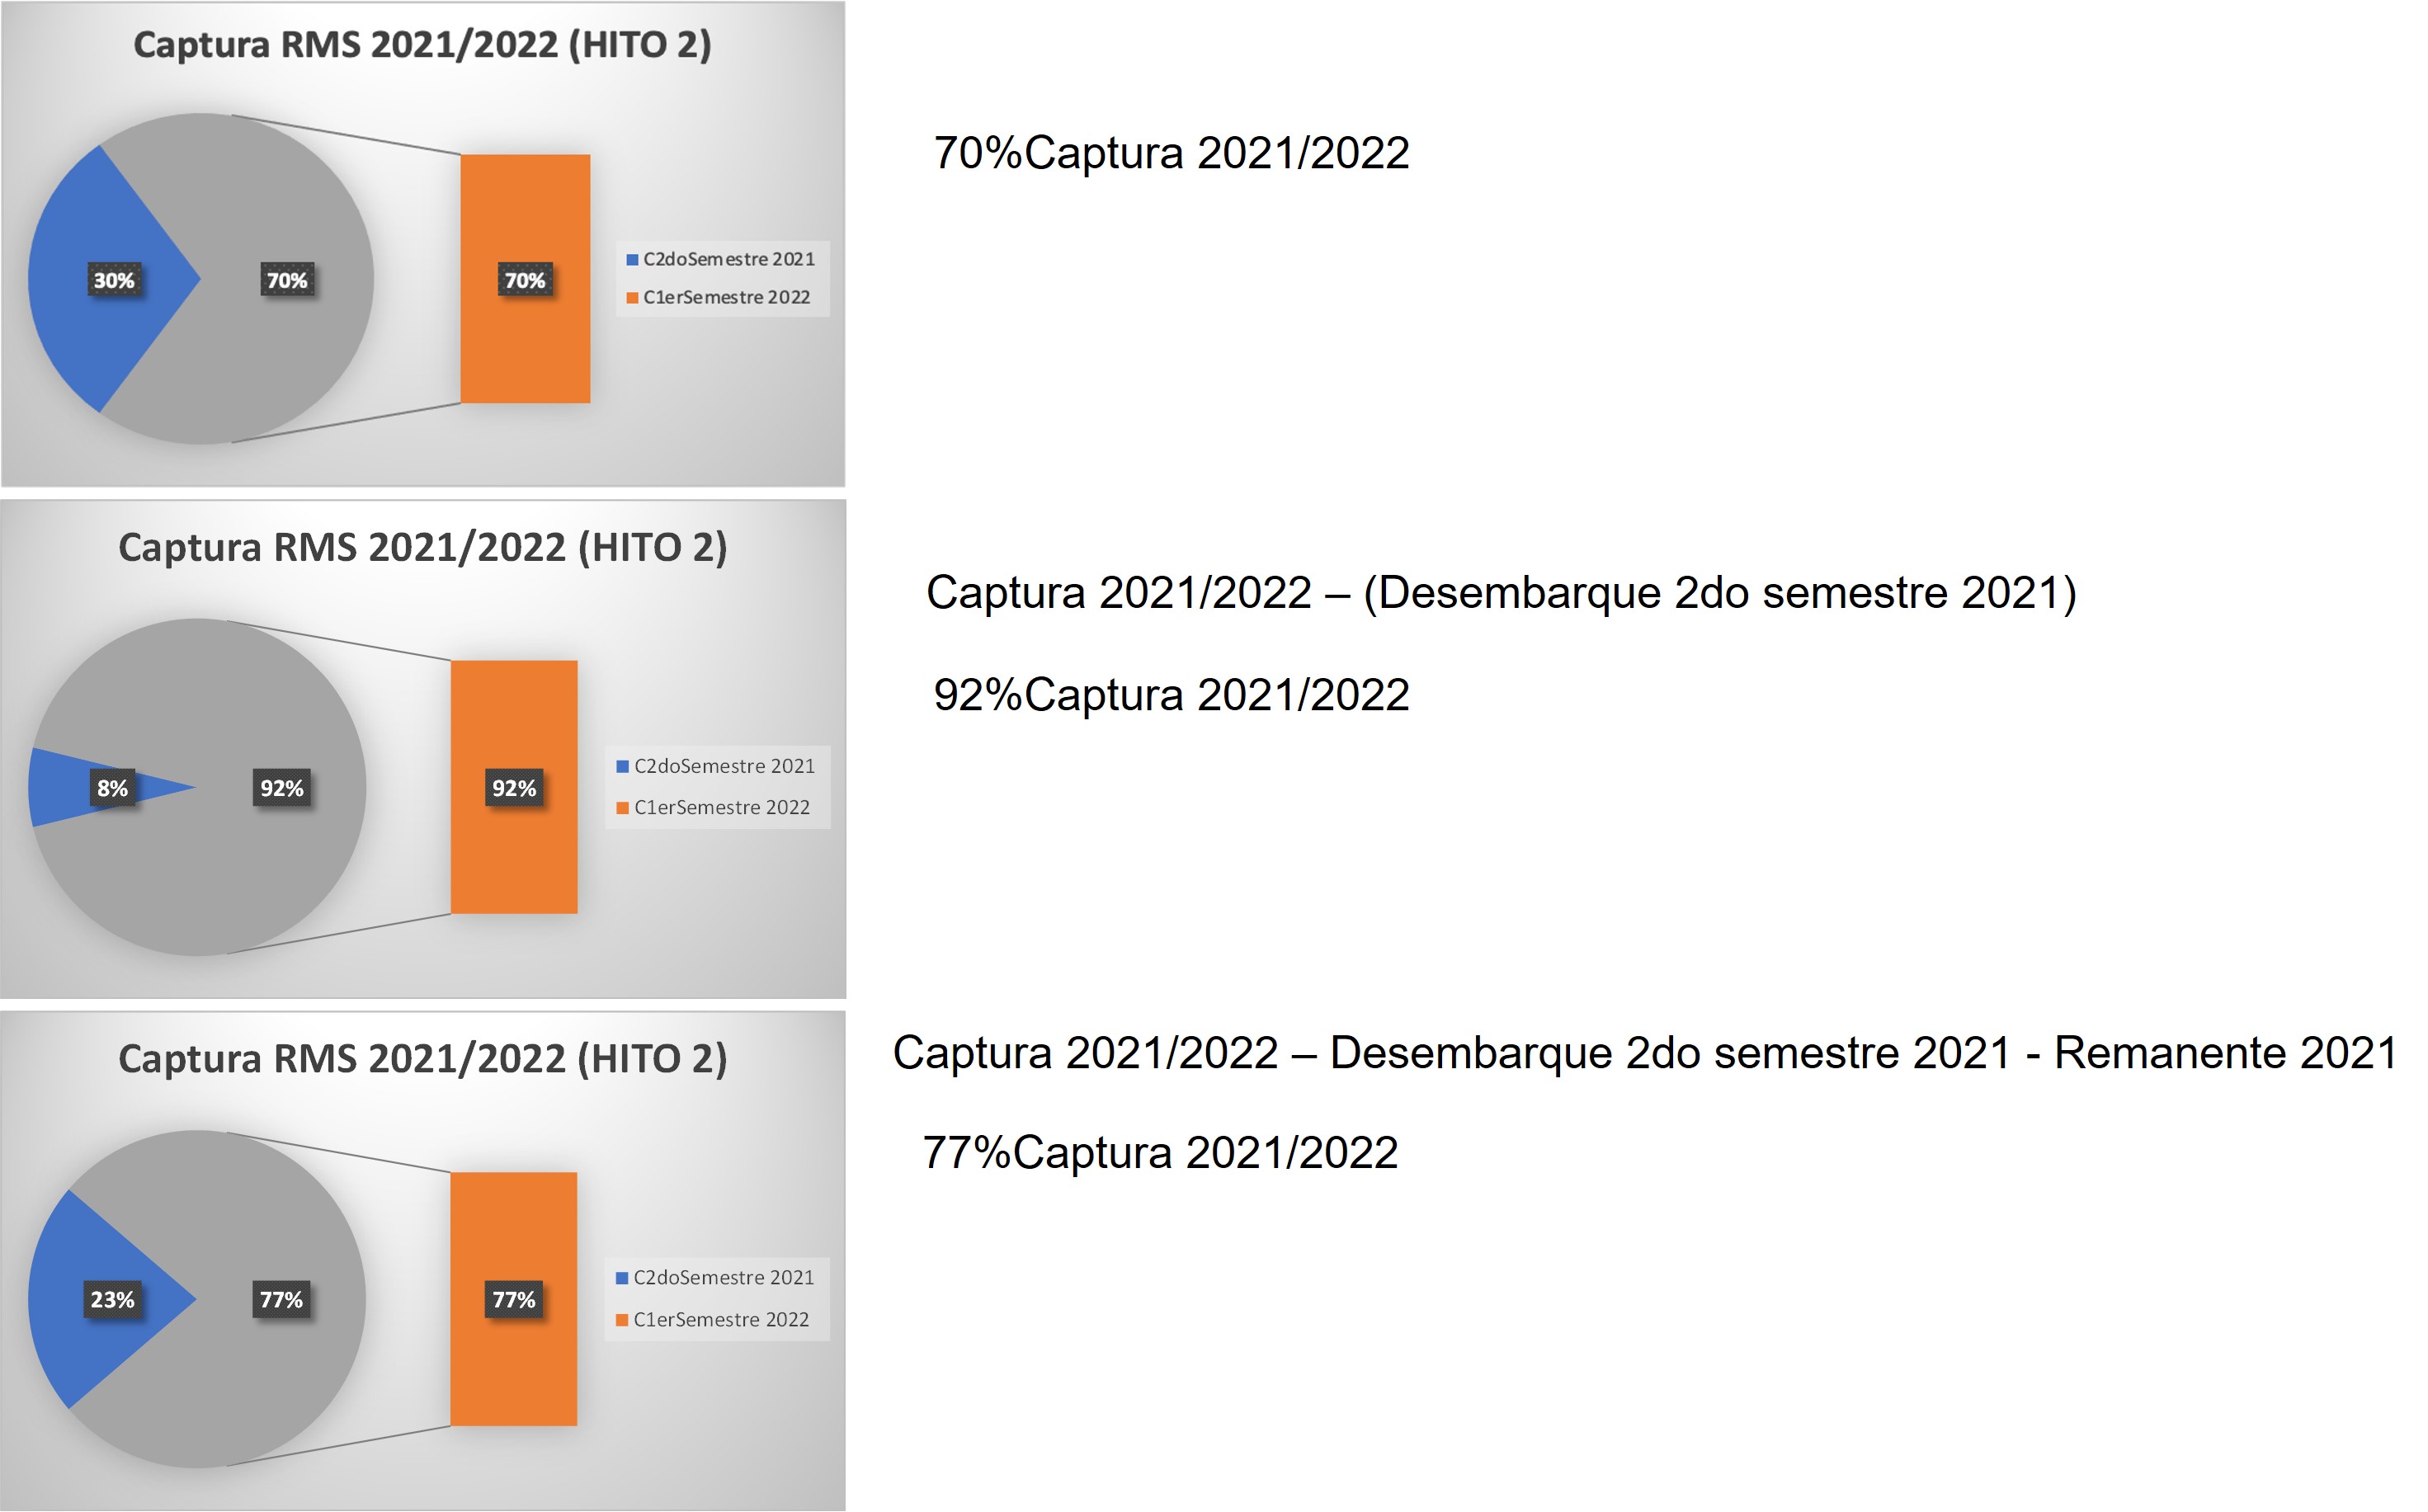 Captura RMS 2021/2022 (HITO 2)
30%
70%
70%
C2doSemestre 2021
C1erSemestre 2022
70%Captura 2021/2022
Captura RMS 2021/2022 (HITO 2)
8%
92%
92%
C2doSemestre 2021
C1erSemestre 2022
Captura 2021/2022 – (Desembarque 2do semestre 2021)
92%Captura 2021/2022
Captura RMS 2021/2022 (HITO 2)
23%
77%
77%
C2doSemestre 2021
C1erSemestre 2022
Captura 2021/2022 – Desembarque 2do semestre 2021 - Remanente 2021
77%Captura 2021/2022